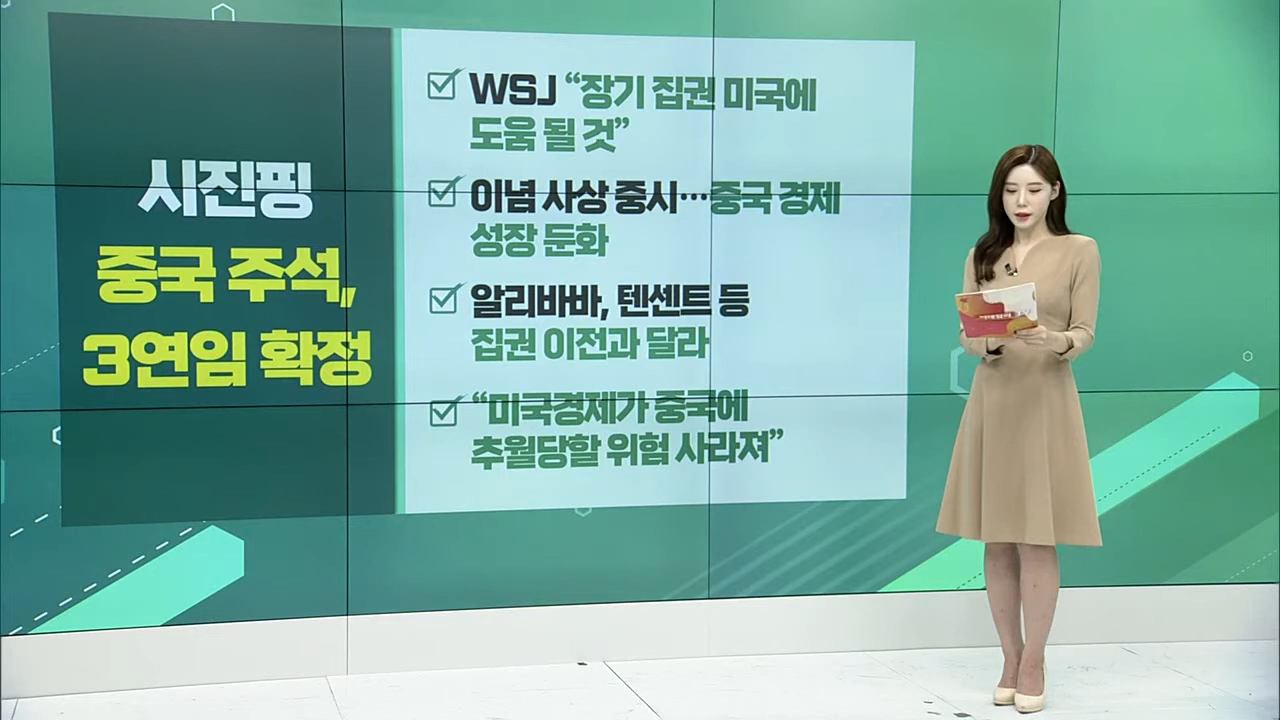 시진핑
중국 주석,
3연임 확정
WSJ “장기 집권 미국에
도움 될 것”
이념 사상 중시…중국 경제
성장 둔화
알리바바, 텐센트 등
집권 이전과 달라
“미국경제가 중국에
추월당할 위험 사라져”